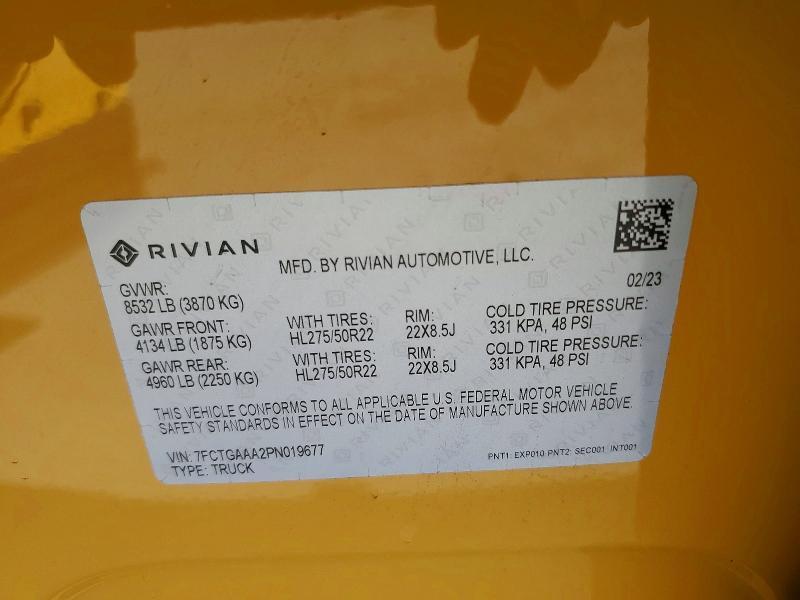 RIVIAN
MFD. BY RIVIAN AUTOMOTIVE, LLC.
02/23
GVWR:
8532 LB (3870 KG)
GAWR FRONT: WITH TIRES: RIM: COLD TIRE PRESSURE:
4134 LB (1875 KG) HL275/50R22 22X8.5J 331 KPA, 48 PSI
GAWR REAR: WITH TIRES: RIM: COLD TIRE PRESSURE:
4960 LB (2250 KG) HL275/50R22 22X8.5J 331 KPA, 48 PSI
THIS VEHICLE CONFORMS TO ALL APPLICABLE U.S. FEDERAL MOTOR VEHICLE
SAFETY STANDARDS IN EFFECT ON THE DATE OF MANUFACTURE SHOWN ABOVE.
VIN: 7FCTGAAA2PN019677
TYPE: TRUCK
PNT1: EXP010 PNT2: SEC001 INT001